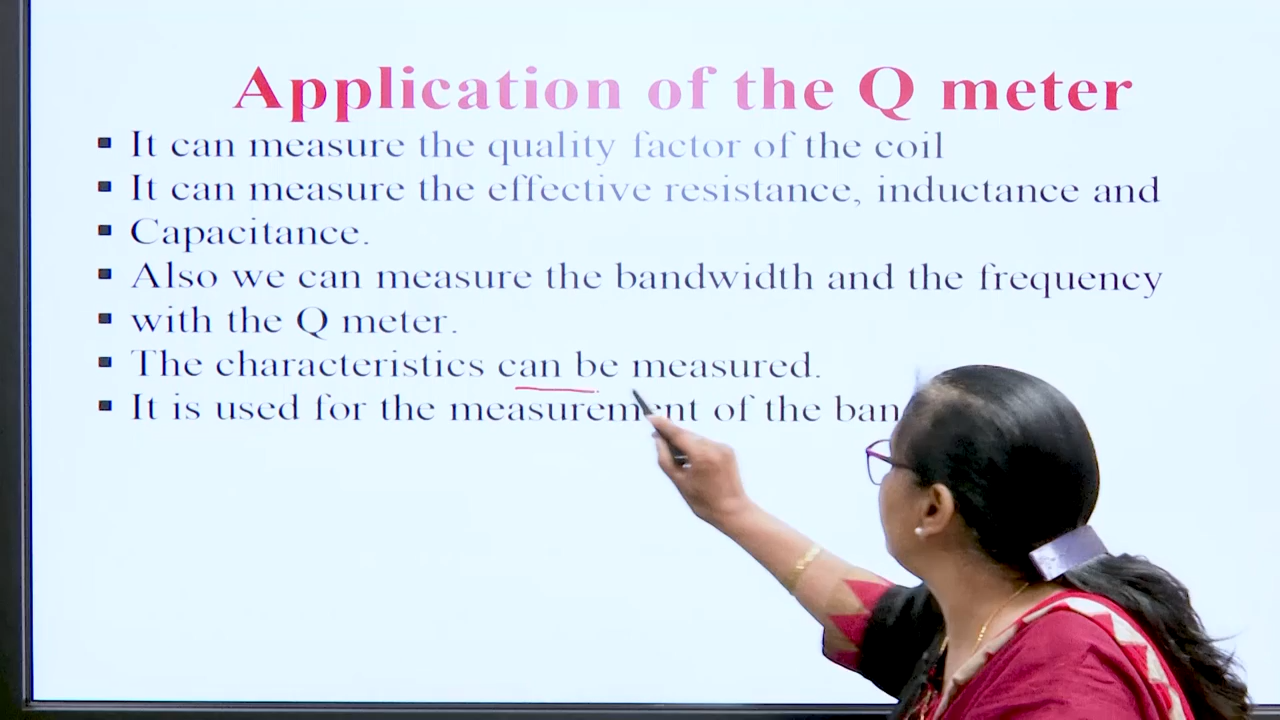 Application of the Q meter
▪ It can measure the quality factor of the coil
▪ It can measure the effective resistance, inductance and
▪ Capacitance.
▪ Also we can measure the bandwidth and the frequency
▪ with the Q meter.
▪ The characteristics can be measured.
▪ It is used for the measurement of the